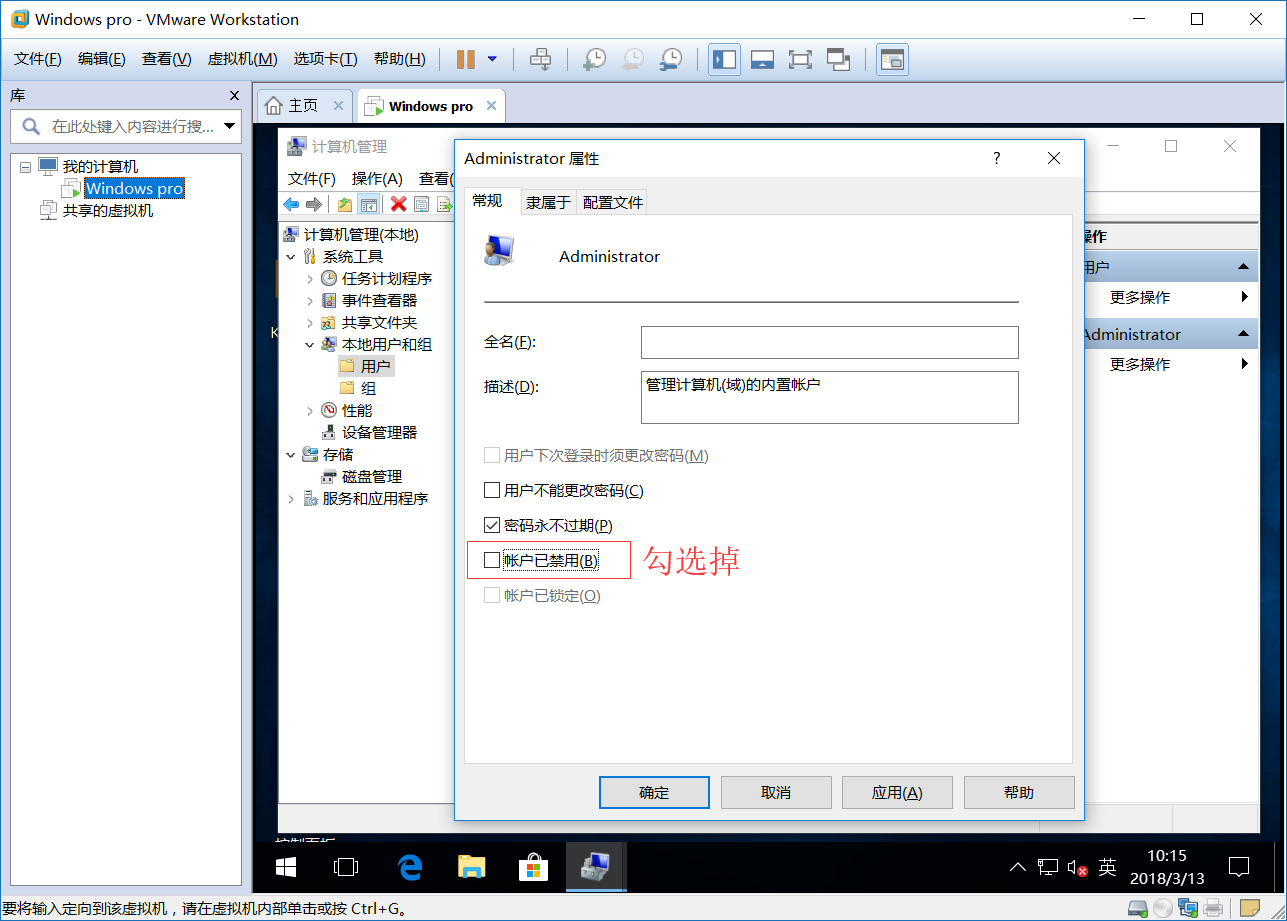 Windows pro - VMware Workstation
文件(F) 编辑(E) 查看(V) 虚拟机(M) 选项卡(T) 帮助(H)
库
在此处键入内容进行搜...
我的计算机
Windows pro
共享的虚拟机
主页
Windows pro
计算机管理
文件(F) 操作(A) 查看(
计算机管理(本地)
系统工具
任务计划程序
事件查看器
共享文件夹
本地用户和组
用户
组
性能
设备管理器
存储
磁盘管理
服务和应用程序
K
Administrator 属性
?
常规 隶属于 配置文件
Administrator
全名(F):
描述(D):
管理计算机(域)的内置帐户
用户下次登录时须更改密码(M)
用户不能更改密码(C)
密码永不过期(P)
帐户已禁用(B)
勾选掉
帐户已锁定(O)
确定 取消 应用(A) 帮助
操作
用户
更多操作
Administrator
更多操作
控制面板
英
10:15
2018/3/13
要将输入定向到该虚拟机，请在虚拟机内部单击或按 Ctrl+G。